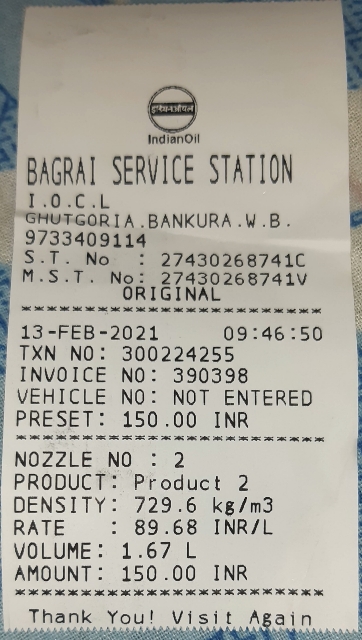 इंडियनऑयल
IndianOil
BAGRAI SERVICE STATION
I.O.C.L
GHUTGORIA.BANKURA.W.B.
9733409114
S.T. No : 27430268741C
M.S.T. No: 27430268741V
ORIGINAL
*************************
13-FEB-2021 09:46:50
TXN NO: 300224255
INVOICE NO: 390398
VEHICLE NO: NOT ENTERED
PRESET: 150.00 INR
*************************
NOZZLE NO : 2
PRODUCT: Product 2
DENSITY: 729.6 kg/m3
RATE : 89.68 INR/L
VOLUME: 1.67 L
AMOUNT: 150.00 INR
*************************
Thank You! Visit Again